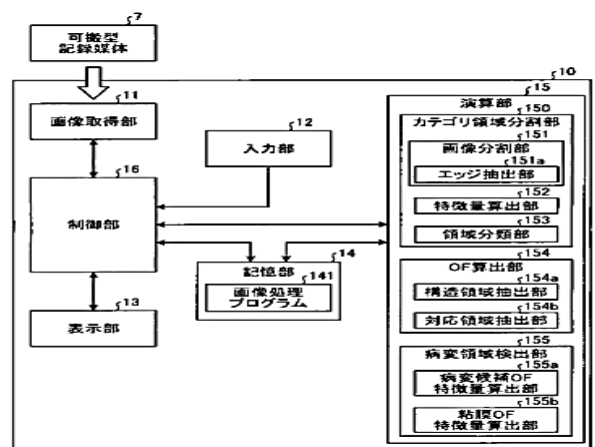 7
可搬型
記録媒体
10
11
画像取得部
12
入力部
16
制御部
14
記憶部
141
画像処理
プログラム
13
表示部
15
演算部
150
カテゴリ領域分割部
151
画像分割部
151a
エッジ抽出部
152
特徴量算出部
153
領域分類部
154
OF算出部
154a
構造領域抽出部
154b
対応領域抽出部
155
病変領域検出部
155a
病変候補OF
特徴量算出部
155b
粘膜OF
特徴量算出部